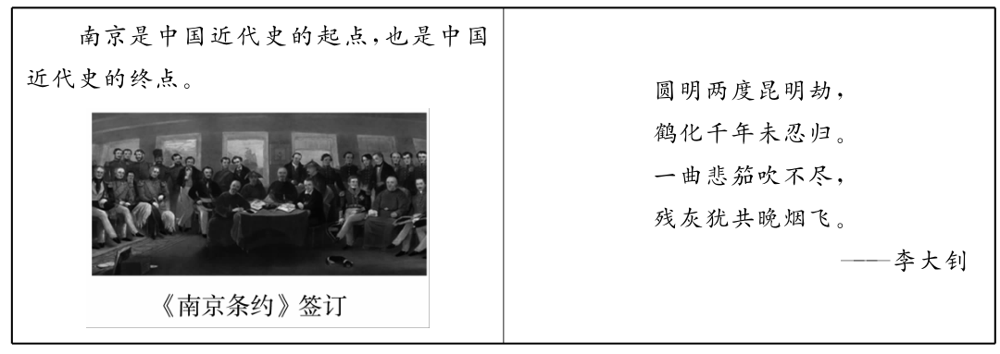 南京是中国近代史的起点,也是中国
近代史的终点。
《南京条约》签订
圆明两度昆明劫,
鹤化千年未忍归。
一曲悲笳吹不尽,
残灰犹共晚烟飞。
——李大钊